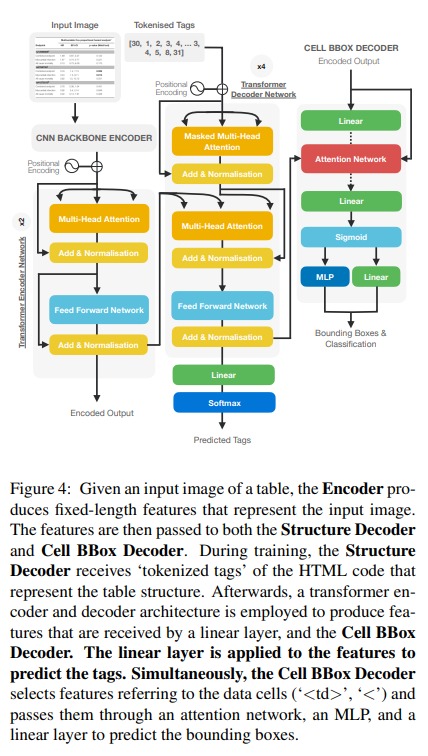 Input Image
Tokenised Tags
[30, 1, 2, 3, 4, ... 3,
4, 5, 8, 31]
CNN BACKBONE ENCODER
Positional
Encoding
x2
Transformer Encoder Network
Multi-Head Attention
Add & Normalisation
Feed Forward Network
Add & Normalisation
Encoded Output
Positional
Encoding
x4
Transformer
Decoder Network
Masked Multi-Head
Attention
Add & Normalisation
Multi-Head Attention
Add & Normalisation
Feed Forward Network
Add & Normalisation
Linear
Softmax
Predicted Tags
CELL BBOX DECODER
Encoded Output
Linear
Attention Network
Linear
Sigmoid
MLP
Linear
Bounding Boxes &
Classification
Figure 4: Given an input image of a table, the Encoder pro-
duces fixed-length features that represent the input image.
The features are then passed to both the Structure Decoder
and Cell BBox Decoder. During training, the Structure
Decoder receives ‘tokenized tags’ of the HTML code that
represent the table structure. Afterwards, a transformer en-
coder and decoder architecture is employed to produce fea-
tures that are received by a linear layer, and the Cell BBox
Decoder. The linear layer is applied to the features to
predict the tags. Simultaneously, the Cell BBox Decoder
selects features referring to the data cells (‘<td>’, ‘<’) and
passes them through an attention network, an MLP, and a
linear layer to predict the bounding boxes.